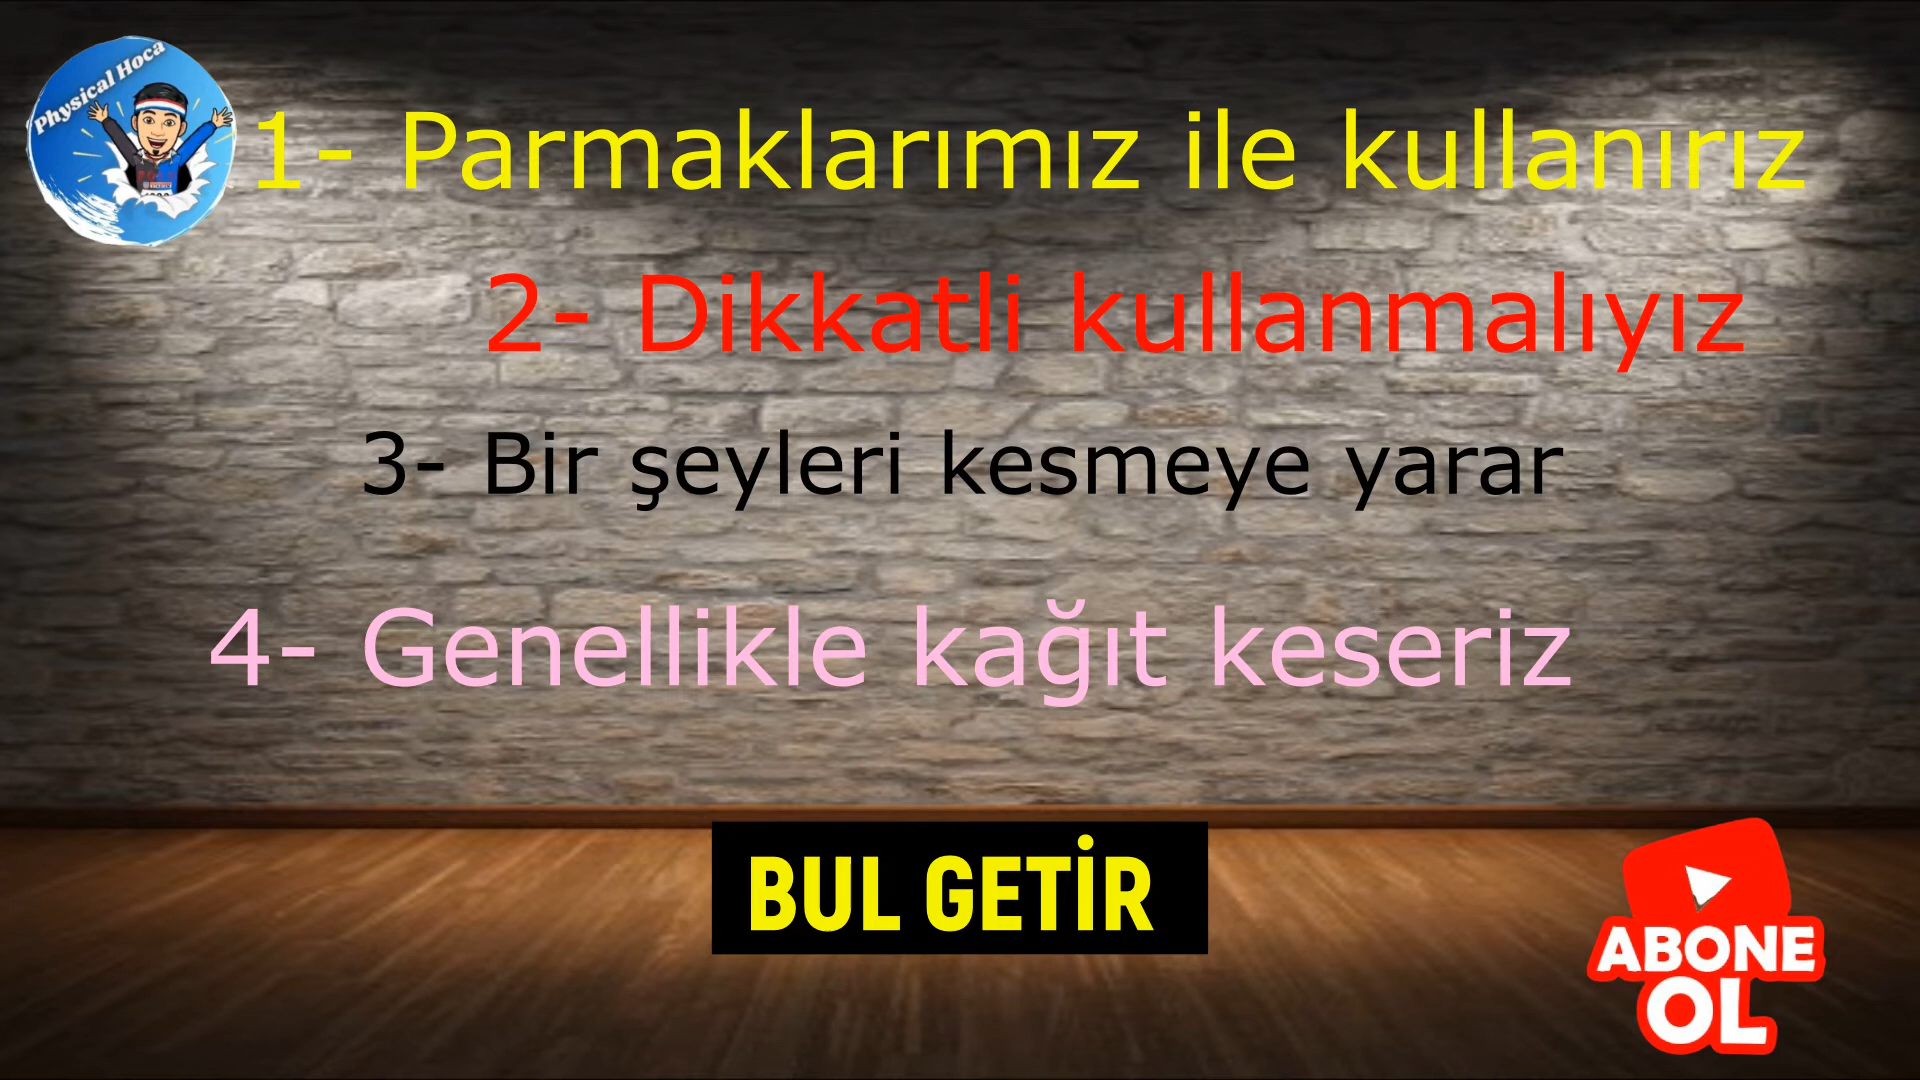 Physical Hoca
1- Parmaklarımız ile kullanırız
2- Dikkatli kullanmalıyız
3- Bir şeyleri kesmeye yarar
4- Genellikle kağıt keseriz
BUL GETİR
ABONE
OL